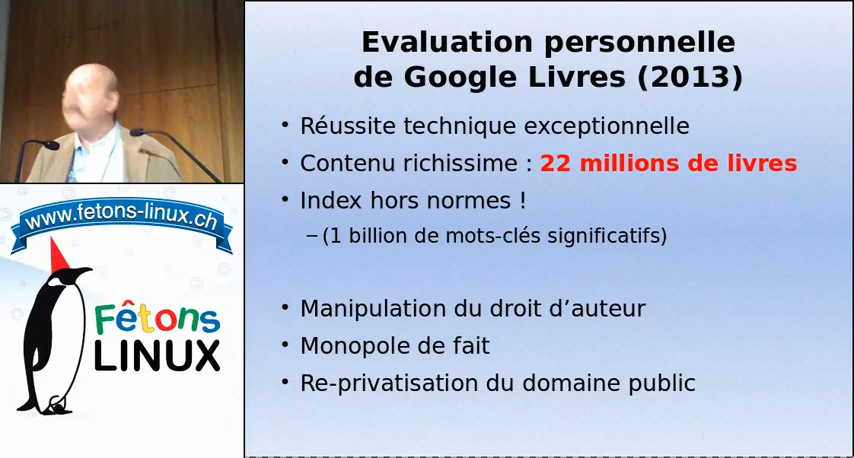 Evaluation personnelle
de Google Livres (2013)
• Réussite technique exceptionnelle
• Contenu richissime : 22 millions de livres
• Index hors normes !
– (1 billion de mots-clés significatifs)
• Manipulation du droit d’auteur
• Monopole de fait
• Re-privatisation du domaine public
www.fetons-linux.ch
Fêtons
LINUX